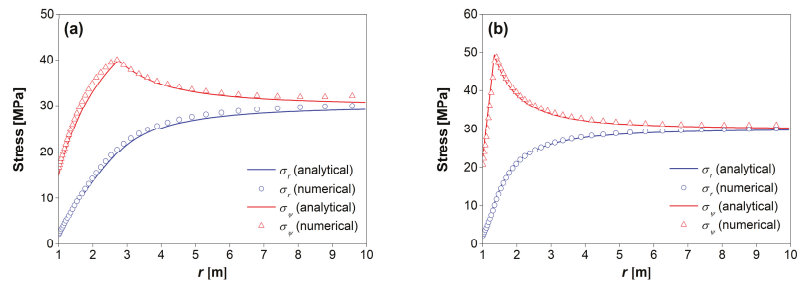 (a)
Stress [MPa]
60
50
40
30
20
10
0
σr (analytical)
σr (numerical)
σψ (analytical)
σψ (numerical)
1 2 3 4 5 6 7 8 9 10
r [m]
(b)
Stress [MPa]
60
50
40
30
20
10
0
σr (analytical)
σr (numerical)
σψ (analytical)
σψ (numerical)
1 2 3 4 5 6 7 8 9 10
r [m]